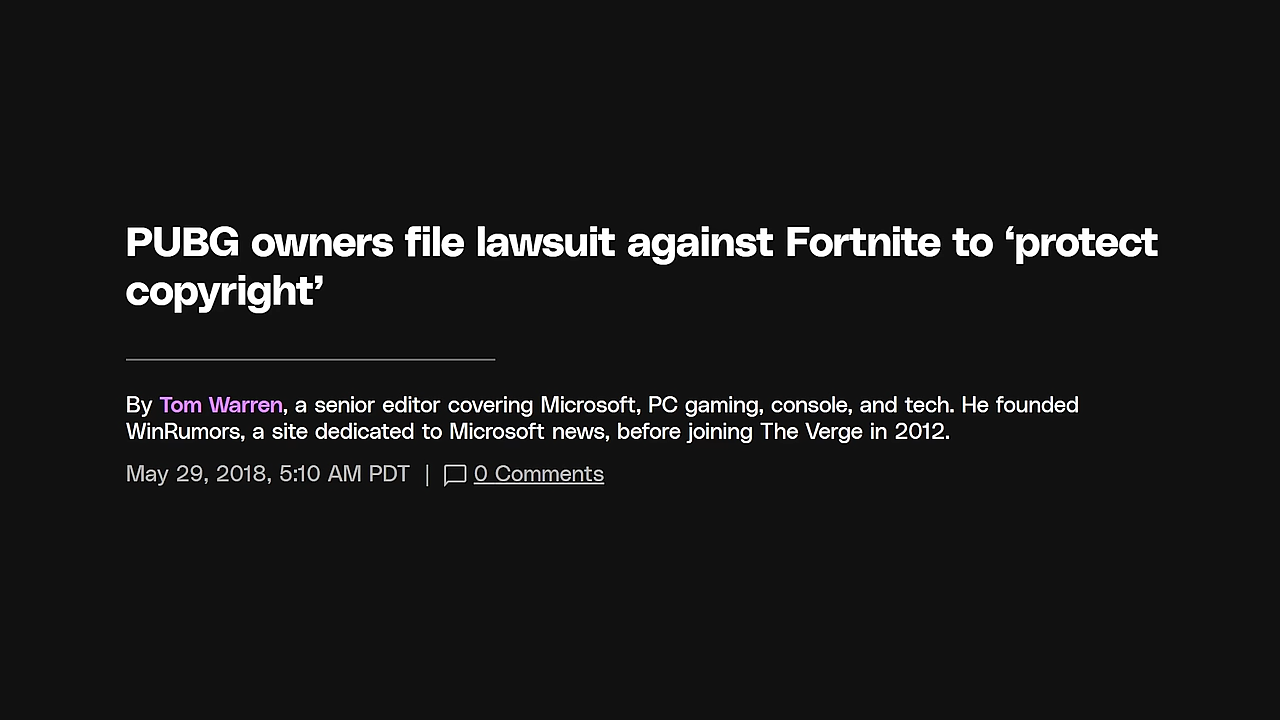 PUBG owners file lawsuit against Fortnite to ‘protect
copyright’
By Tom Warren, a senior editor covering Microsoft, PC gaming, console, and tech. He founded
WinRumors, a site dedicated to Microsoft news, before joining The Verge in 2012.
May 29, 2018, 5:10 AM PDT | 0 Comments